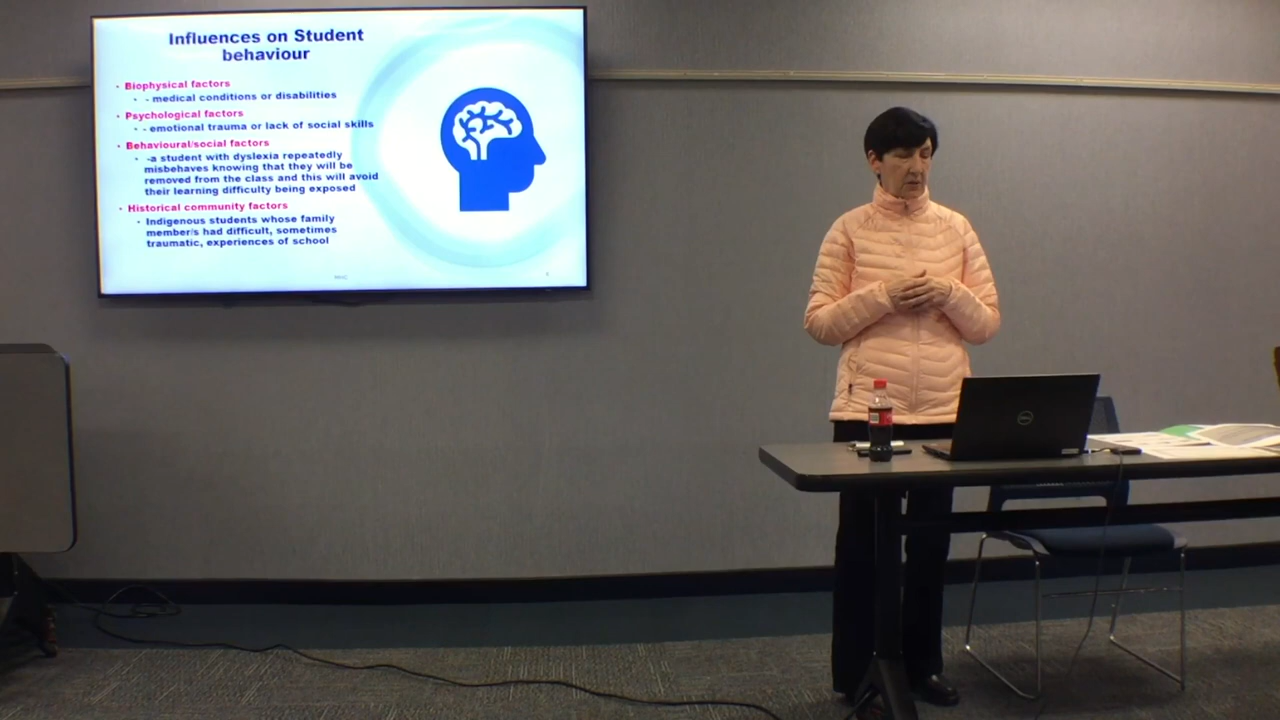 Influences on Student
behaviour
• Biophysical factors
• - medical conditions or disabilities
• Psychological factors
• - emotional trauma or lack of social skills
• Behavioural/social factors
• -a student with dyslexia repeatedly
misbehaves knowing that they will be
removed from the class and this will avoid
their learning difficulty being exposed
• Historical community factors
• Indigenous students whose family
member/s had difficult, sometimes
traumatic, experiences of school
DELL